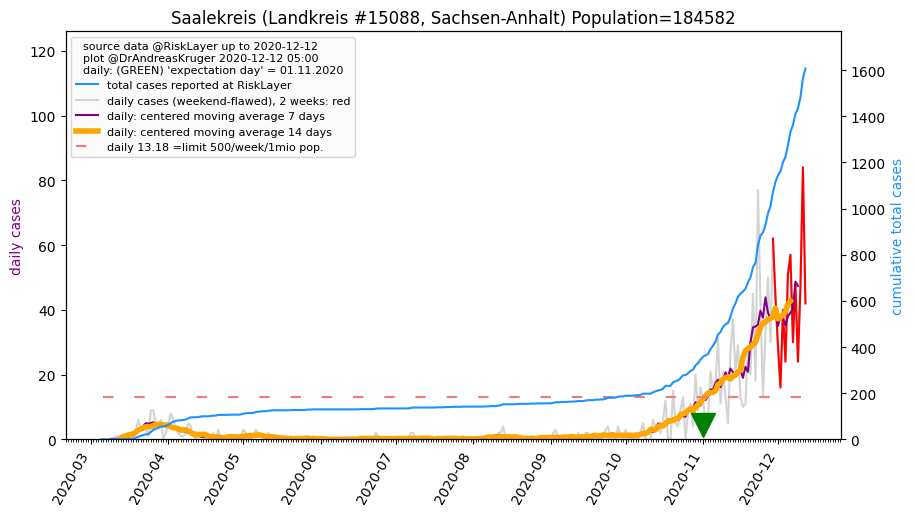 Saalekreis (Landkreis #15088, Sachsen-Anhalt) Population=184582
source data @RiskLayer up to 2020-12-12
plot @DrAndreasKruger 2020-12-12 05:00
daily: (GREEN) 'expectation day' = 01.11.2020
total cases reported at RiskLayer
daily cases (weekend-flawed), 2 weeks: red
daily: centered moving average 7 days
daily: centered moving average 14 days
daily 13.18 =limit 500/week/1mio pop.
daily cases
120
100
80
60
40
20
0
cumulative total cases
1600
1400
1200
1000
800
600
400
200
0
2020-03
2020-04
2020-05
2020-06
2020-07
2020-08
2020-09
2020-10
2020-11
2020-12